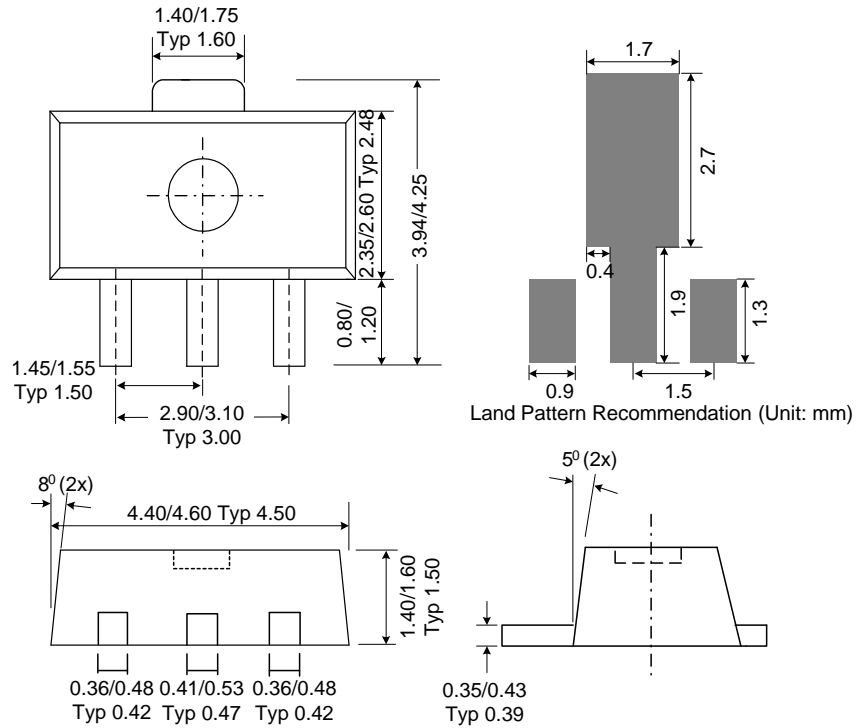 1.40/1.75
Typ 1.60
2.35/2.60 Typ 2.48
3.94/4.25
0.80/
1.20
1.45/1.55
Typ 1.50
2.90/3.10
Typ 3.00
1.7
2.7
0.4
1.9
1.3
0.9
1.5
Land Pattern Recommendation (Unit: mm)
8⁰ (2x)
4.40/4.60 Typ 4.50
1.40/1.60
Typ 1.50
0.36/0.48
Typ 0.42
0.41/0.53
Typ 0.47
0.36/0.48
Typ 0.42
5⁰ (2x)
0.35/0.43
Typ 0.39